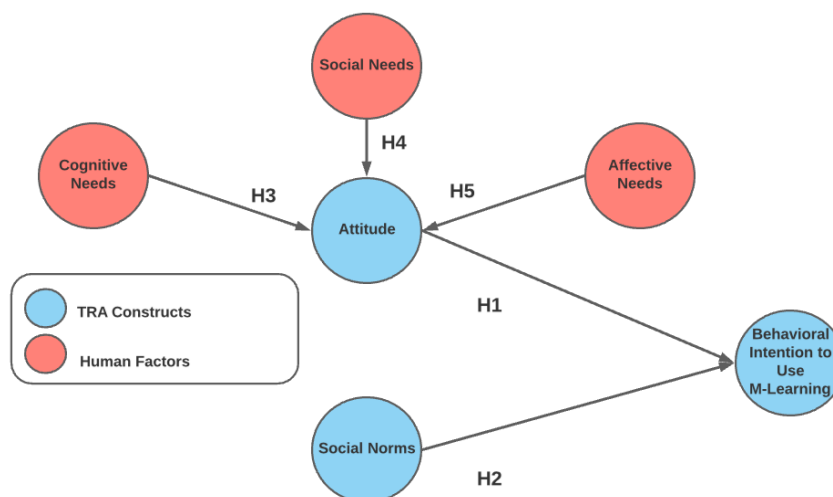 Social Needs
H4
Cognitive
Needs
Affective
Needs
H3
H5
Attitude
TRA Constructs
Human Factors
H1
Behavioral
Intention to
Use
M-Learning
Social Norms
H2